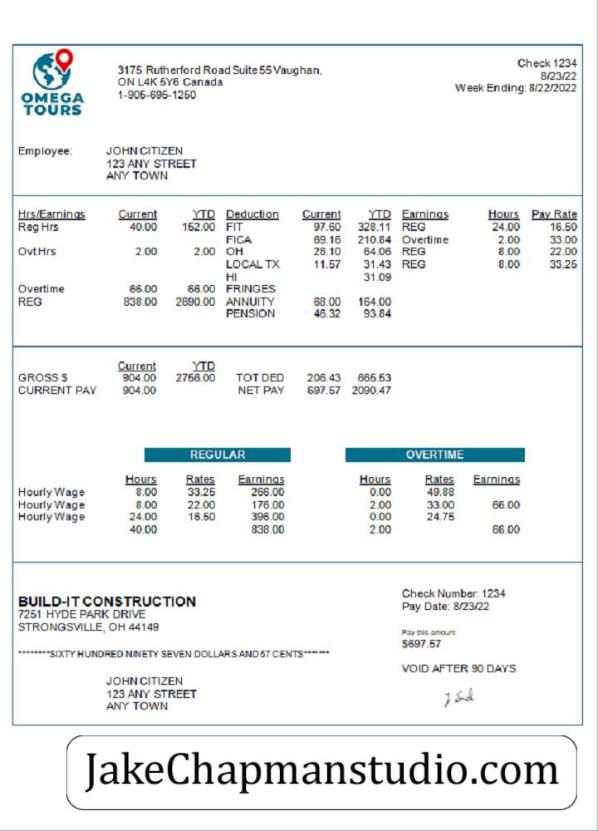 OMEGA
TOURS
3175 Rutherford Road Suite 55 Vaughan,
ON L4K 5Y6 Canada
1-905-695-1250
Check 1234
8/23/22
Week Ending: 8/22/2022
Employee: JOHN CITIZEN
123 ANY STREET
ANY TOWN
Hrs/Earnings Current YTD Deduction Current YTD Earnings Hours Pay Rate
Reg Hrs 40.00 152.00 FIT 97.60 328.11 REG 24.00 16.50
FICA 69.16 210.84 Overtime 2.00 33.00
Ovt Hrs 2.00 2.00 OH 28.10 64.06 REG 8.00 22.00
LOCAL TX 11.57 31.43 REG 8.00 33.25
HI 31.09
Overtime 66.00 66.00 FRINGES
REG 838.00 2690.00 ANNUITY 68.00 164.00
PENSION 46.32 93.84
Current YTD
GROSS $ 904.00 2756.00 TOT DED 206.43 665.53
CURRENT PAY 904.00 NET PAY 697.57 2090.47
REGULAR OVERTIME
Hours Rates Earnings Hours Rates Earnings
Hourly Wage 8.00 33.25 266.00 0.00 49.88
Hourly Wage 8.00 22.00 176.00 2.00 33.00 66.00
Hourly Wage 24.00 16.50 396.00 0.00 24.75
40.00 838.00 2.00 66.00
BUILD-IT CONSTRUCTION
7251 HYDE PARK DRIVE
STRONGSVILLE, OH 44149
Check Number: 1234
Pay Date: 8/23/22
Pay this amount
$697.57
********SIXTY HUNDRED NINETY SEVEN DOLLARS AND 57 CENTS*******
VOID AFTER 90 DAYS
JOHN CITIZEN
123 ANY STREET
ANY TOWN
JakeChapmanstudio.com